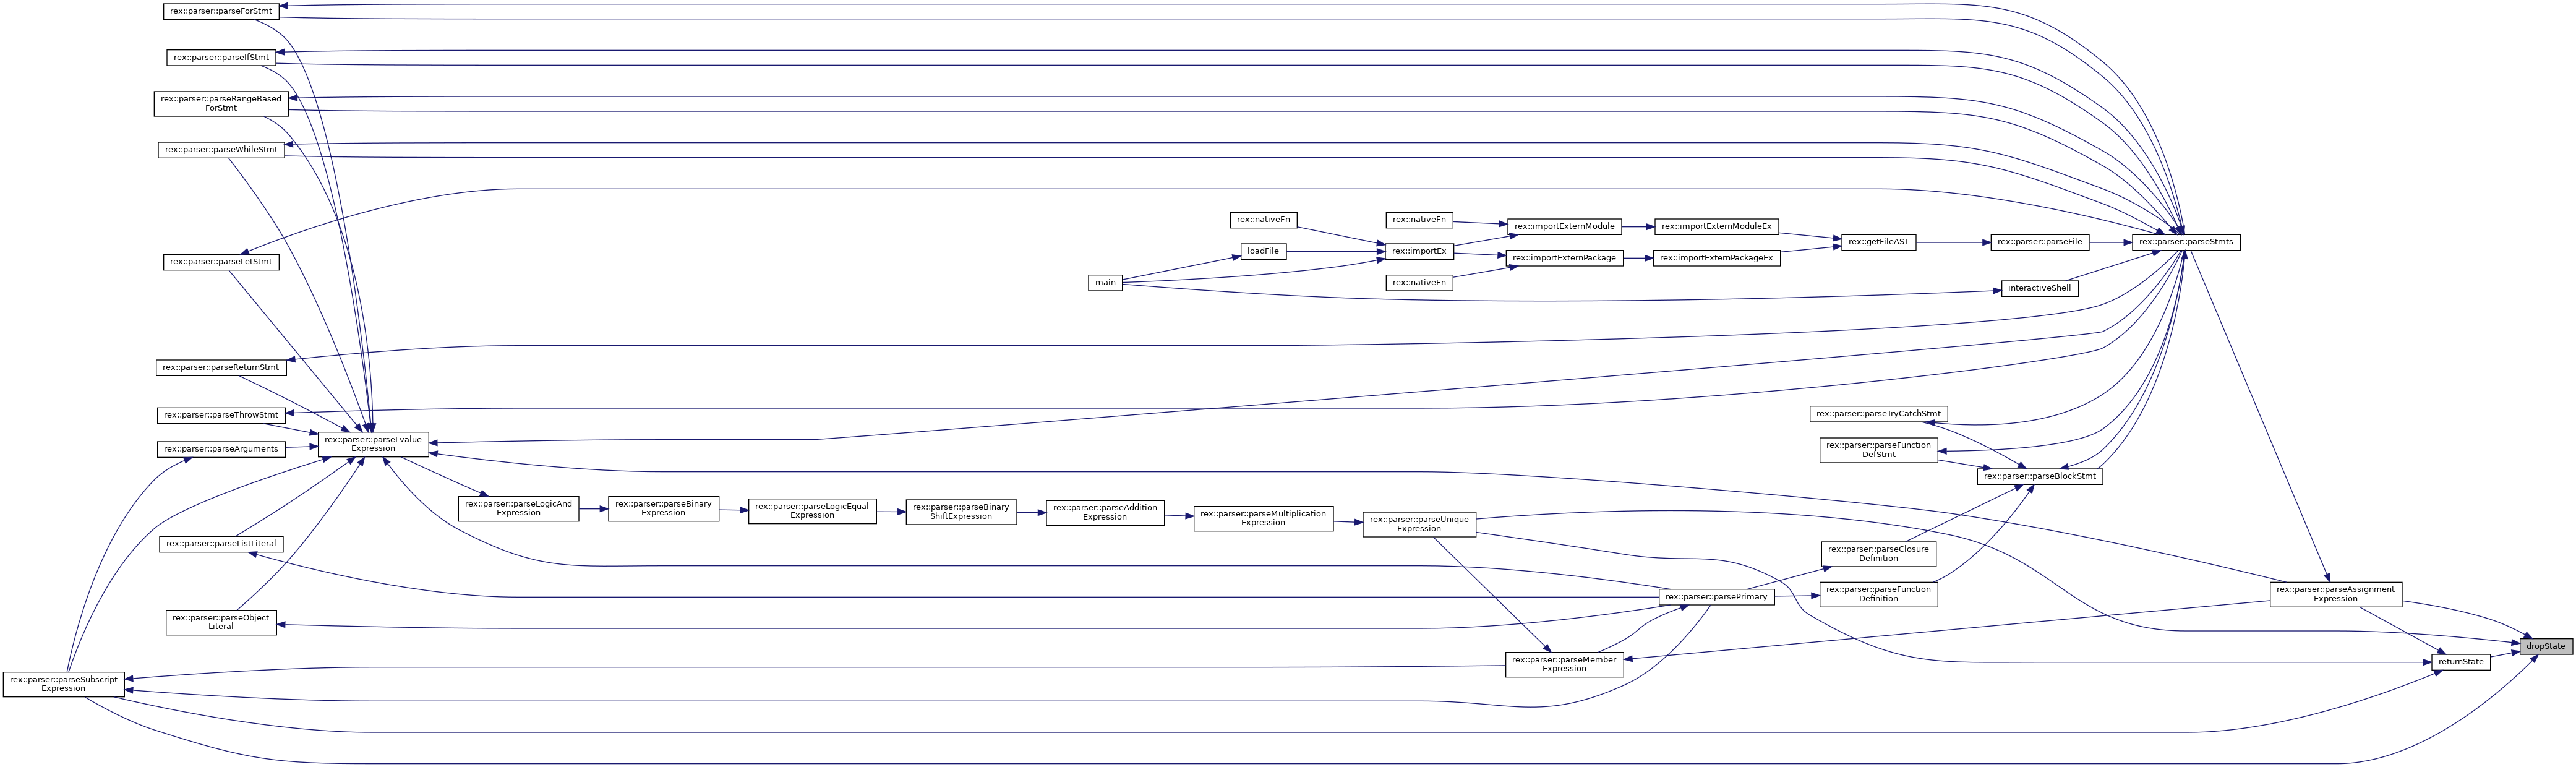 rex::parser::parseForStmt
rex::parser::parseIfStmt
rex::parser::parseRangeBased
ForStmt
rex::parser::parseWhileStmt
rex::parser::parseLetStmt
rex::parser::parseReturnStmt
rex::parser::parseThrowStmt
rex::parser::parseArguments
rex::parser::parseListLiteral
rex::parser::parseObject
Literal
rex::parser::parseSubscript
Expression
rex::parser::parseLvalue
Expression
rex::parser::parseLogicAnd
Expression
rex::parser::parseBinary
Expression
rex::parser::parseLogicEqual
Expression
rex::parser::parseBinary
ShiftExpression
rex::parser::parseAddition
Expression
rex::parser::parseMultiplication
Expression
rex::parser::parseUnique
Expression
main
rex::nativeFn
loadFile
rex::nativeFn
rex::importEx
rex::nativeFn
rex::importExternModule
rex::importExternPackage
rex::importExternModuleEx
rex::importExternPackageEx
rex::getFileAST
rex::parser::parseFile
interactiveShell
rex::parser::parseStmts
rex::parser::parseTryCatchStmt
rex::parser::parseFunction
DefStmt
rex::parser::parseBlockStmt
rex::parser::parseClosure
Definition
rex::parser::parseFunction
Definition
rex::parser::parsePrimary
rex::parser::parseMember
Expression
rex::parser::parseAssignment
Expression
returnState
dropState